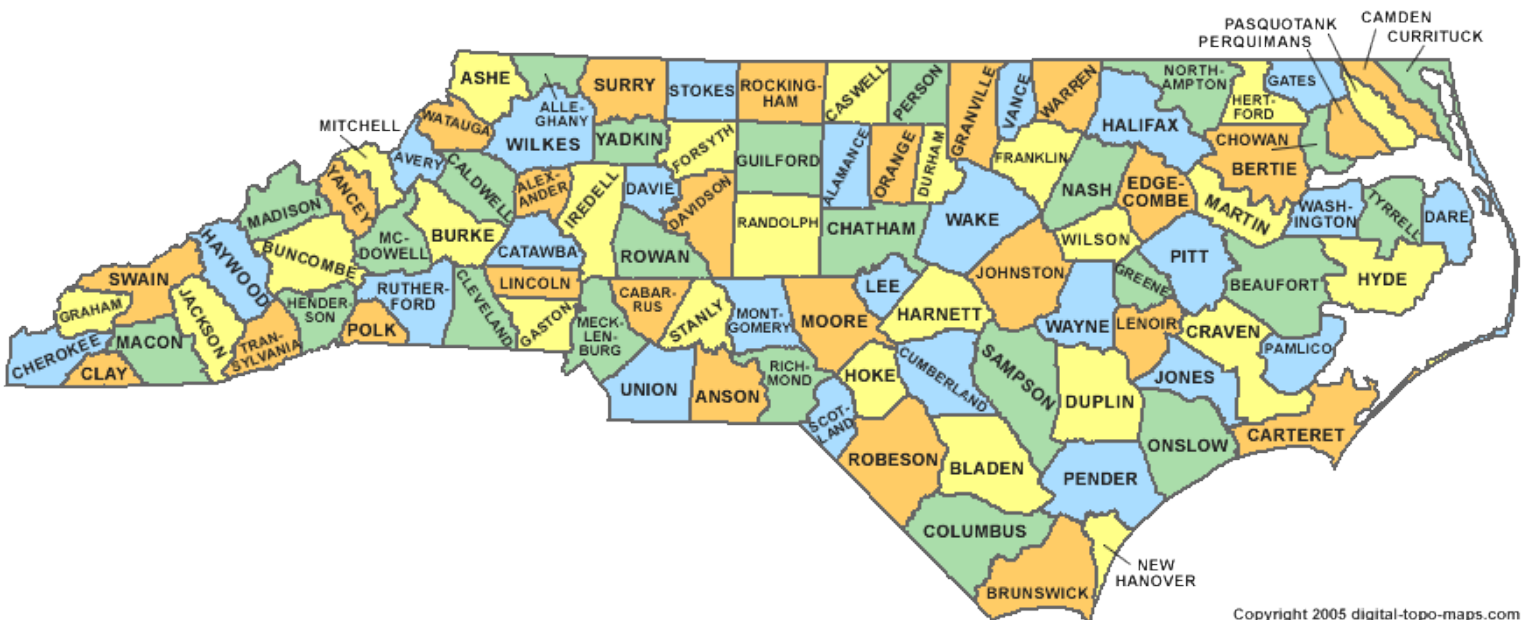 PASQUOTANK
CAMDEN
PERQUIMANS
CURRITUCK
ASHE
ALLE-
GHANY
SURRY
STOKES
ROCKING-
HAM
CASWELL
PERSON
GRANVILLE
VANCE
WARREN
NORTH-
AMPTON
HERT-
FORD
GATES
MITCHELL
WATAUGA
WILKES
YADKIN
FORSYTH
GUILFORD
ALAMANCE
ORANGE
DURHAM
FRANKLIN
HALIFAX
CHOWAN
BERTIE
AVERY
CALDWELL
ALEX-
ANDER
IREDELL
DAVIE
DAVIDSON
RANDOLPH
CHATHAM
WAKE
NASH
EDGE-
COMBE
MARTIN
WASH-
INGTON
TYRRELL
DARE
MADISON
YANCEY
MC-
DOWELL
BURKE
CATAWBA
ROWAN
WILSON
PITT
BEAUFORT
HYDE
SWAIN
HAYWOOD
BUNCOMBE
RUTHER-
FORD
CLEVELAND
LINCOLN
GASTON
CABAR-
RUS
STANLY
MONT-
GOMERY
MOORE
LEE
HARNETT
JOHNSTON
WAYNE
GREENE
LENOIR
CRAVEN
PAMLICO
GRAHAM
JACKSON
HENDER-
SON
POLK
TRAN-
SYLVANIA
MECK-
LEN-
BURG
CHEROKEE
MACON
CLAY
UNION
ANSON
RICH-
MOND
SCOT-
LAND
HOKE
CUMBERLAND
SAMPSON
DUPLIN
JONES
ONSLOW
CARTERET
ROBESON
BLADEN
PENDER
COLUMBUS
NEW
HANOVER
BRUNSWICK
Copyright 2005 digital-topo-maps.com